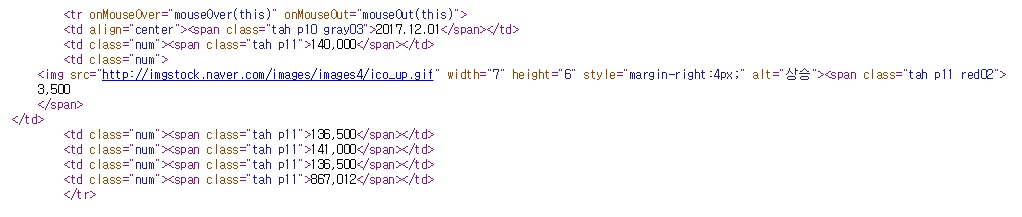 <tr onMouseOver="mouseOver(this)" onMouseOut="mouseOut(this)">
<td align="center"><span class="tah p10 gray03">2017.12.01</span></td>
<td class="num"><span class="tah p11">140,000</span></td>
<td class="num">
<img src="http://imgstock.naver.com/images/images4/ico_up.gif" width="7" height="6" style="margin-right:4px;" alt="상승"><span class="tah p11 red02">
3,500
</span>
</td>
<td class="num"><span class="tah p11">136,500</span></td>
<td class="num"><span class="tah p11">141,000</span></td>
<td class="num"><span class="tah p11">136,500</span></td>
<td class="num"><span class="tah p11">867,012</span></td>
</tr>